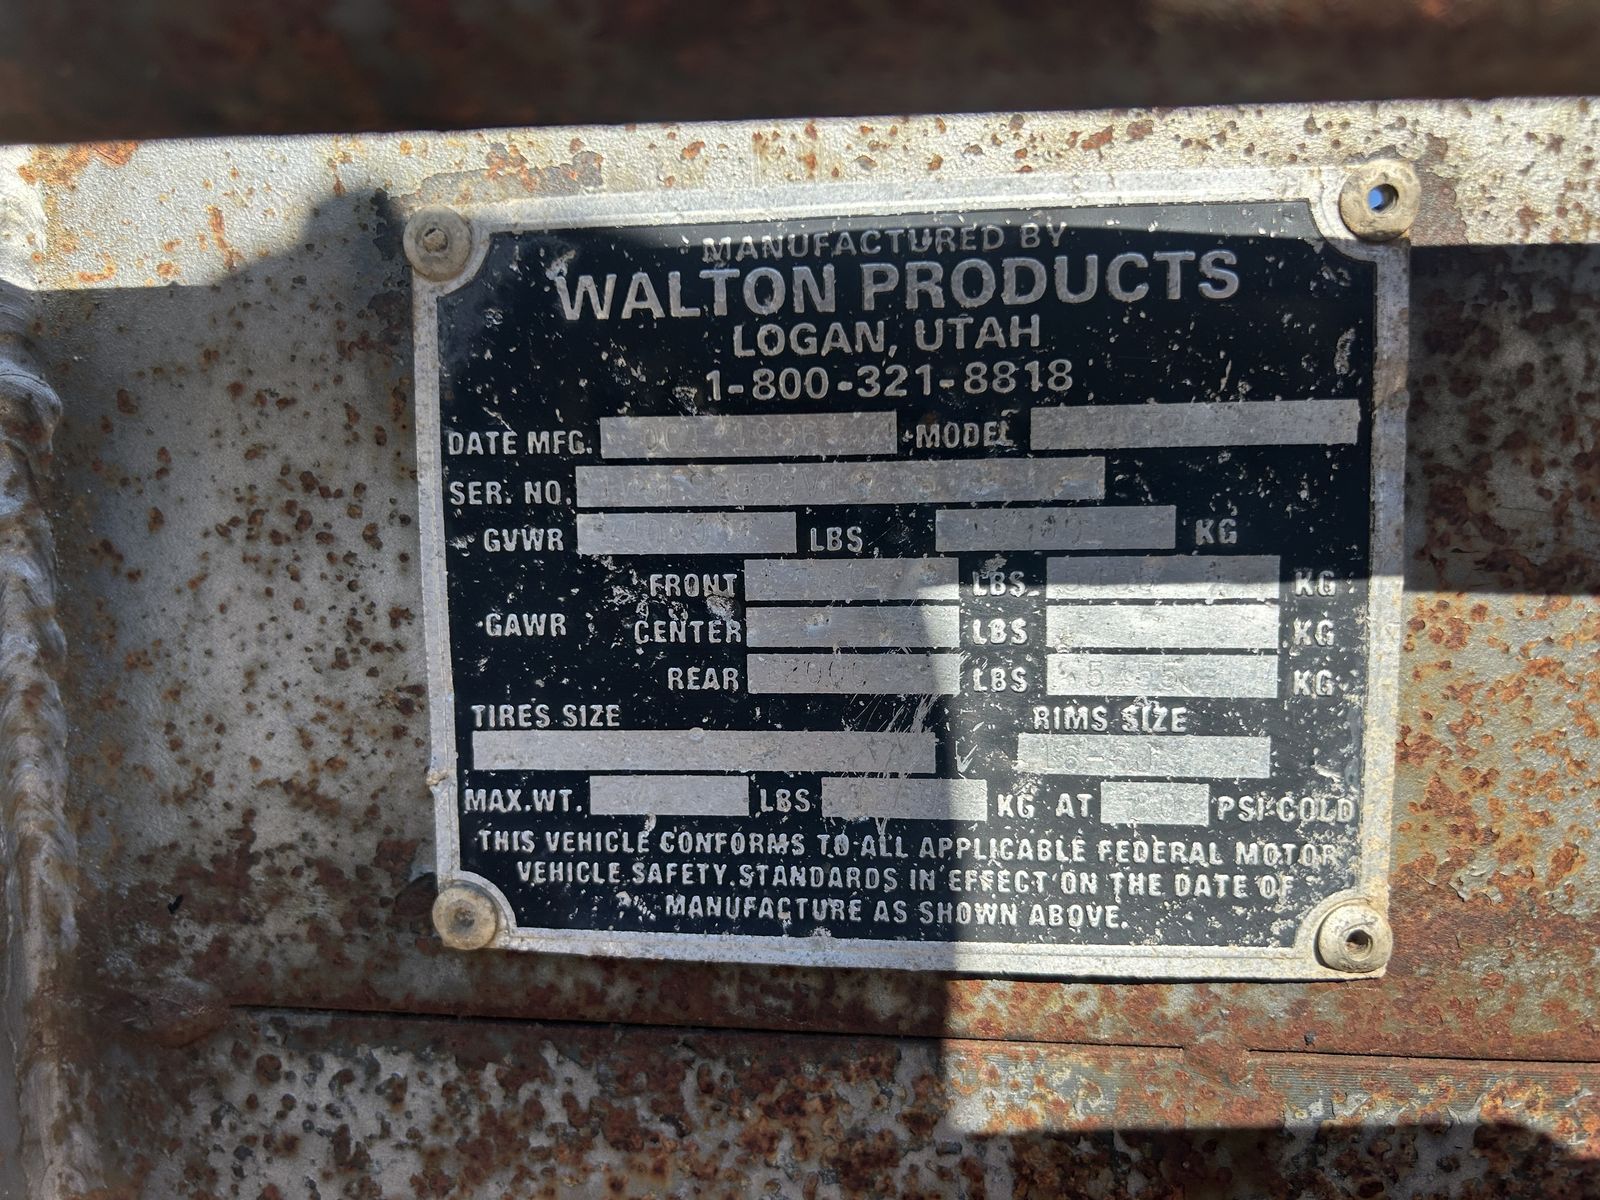 MANUFACTURED BY
WALTON PRODUCTS
LOGAN, UTAH
1-800-321-8818
DATE MFG. OCT 1996 MODEL
SER. NO.
GVWR LBS KG
FRONT LBS KG
GAWR CENTER LBS KG
REAR LBS KG
TIRES SIZE RIMS SIZE
MAX. WT. LBS KG AT PSI COLD
THIS VEHICLE CONFORMS TO ALL APPLICABLE FEDERAL MOTOR
VEHICLE SAFETY STANDARDS IN EFFECT ON THE DATE OF
MANUFACTURE AS SHOWN ABOVE.